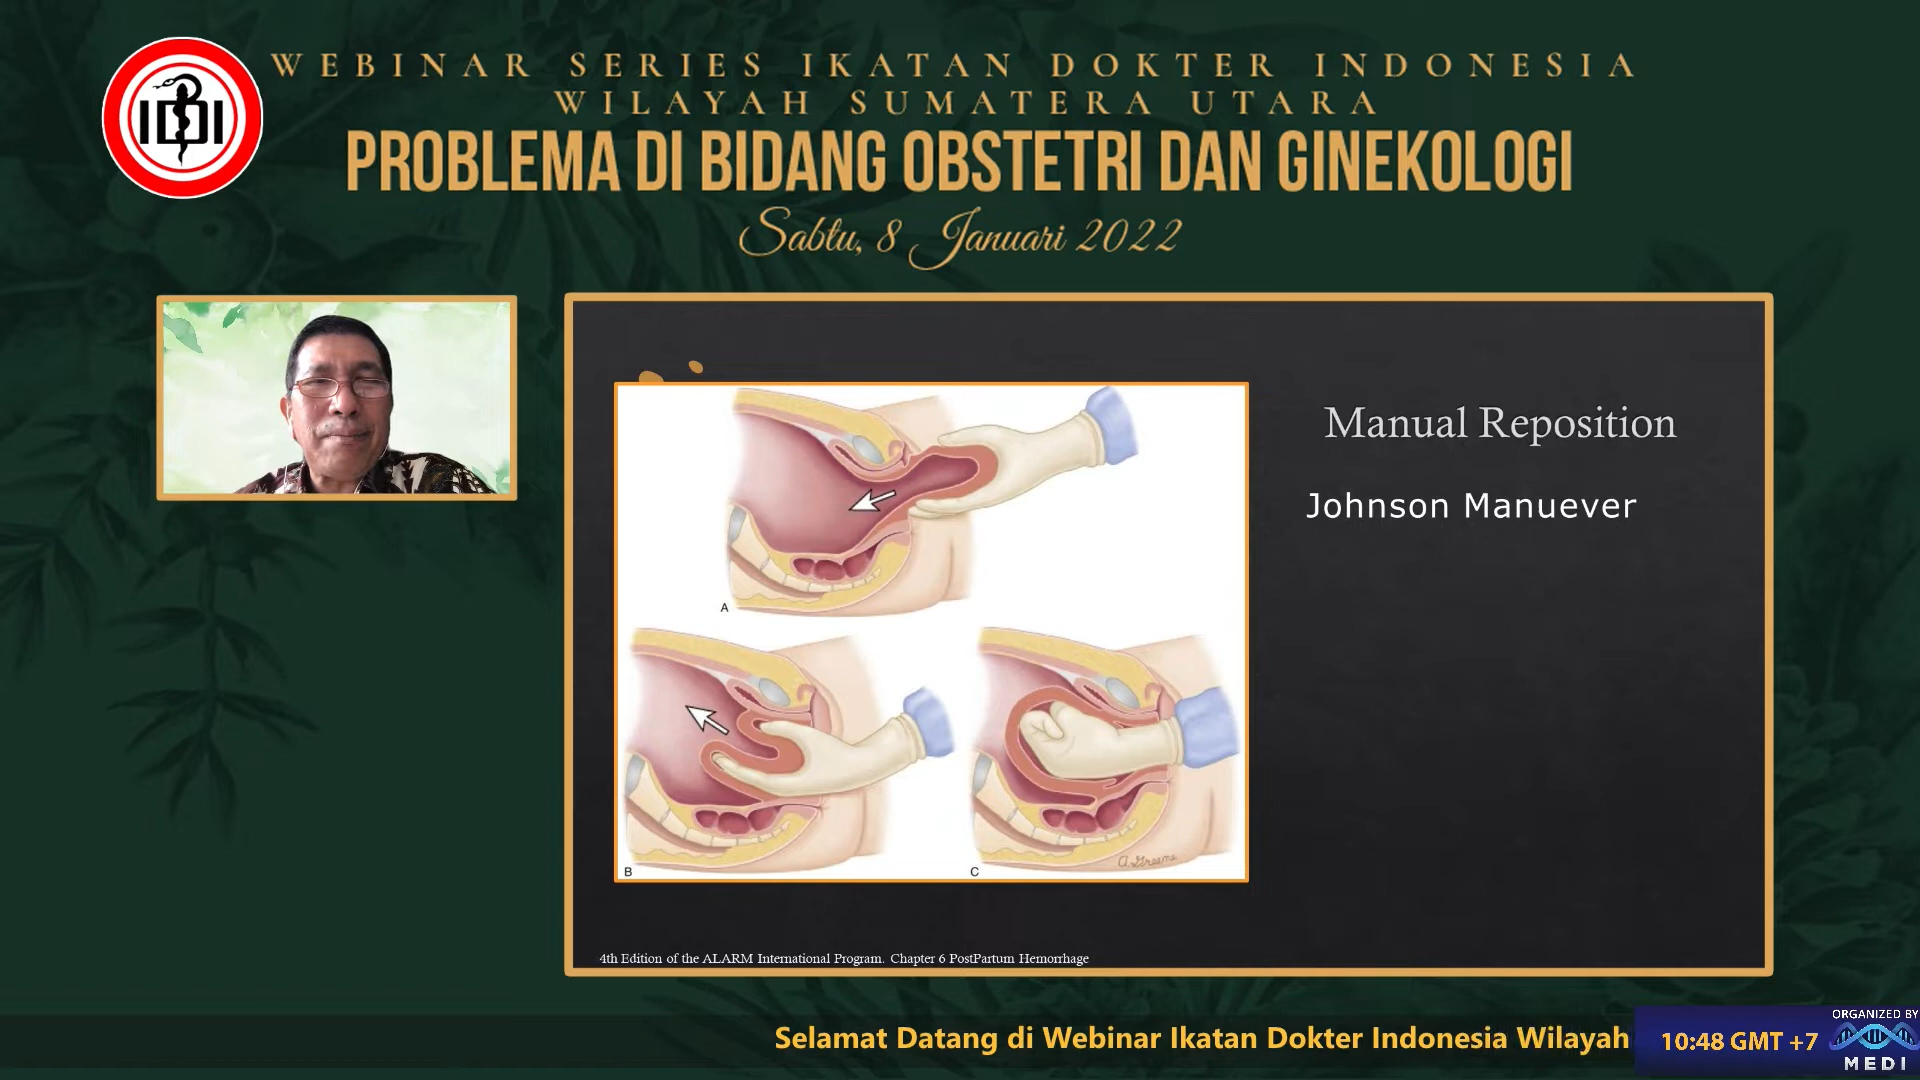 WEBINAR SERIES IKATAN DOKTER INDONESIA
WILAYAH SUMATERA UTARA
PROBLEMA DI BIDANG OBSTETRI DAN GINEKOLOGI
Sabtu, 8 Januari 2022
IDI
Manual Reposition
Johnson Manuever
A
B
C
A. Greene
4th Edition of the ALARM International Program. Chapter 6 PostPartum Hemorrhage
Selamat Datang di Webinar Ikatan Dokter Indonesia Wilayah
10:48 GMT +7
ORGANIZED BY
MEDI